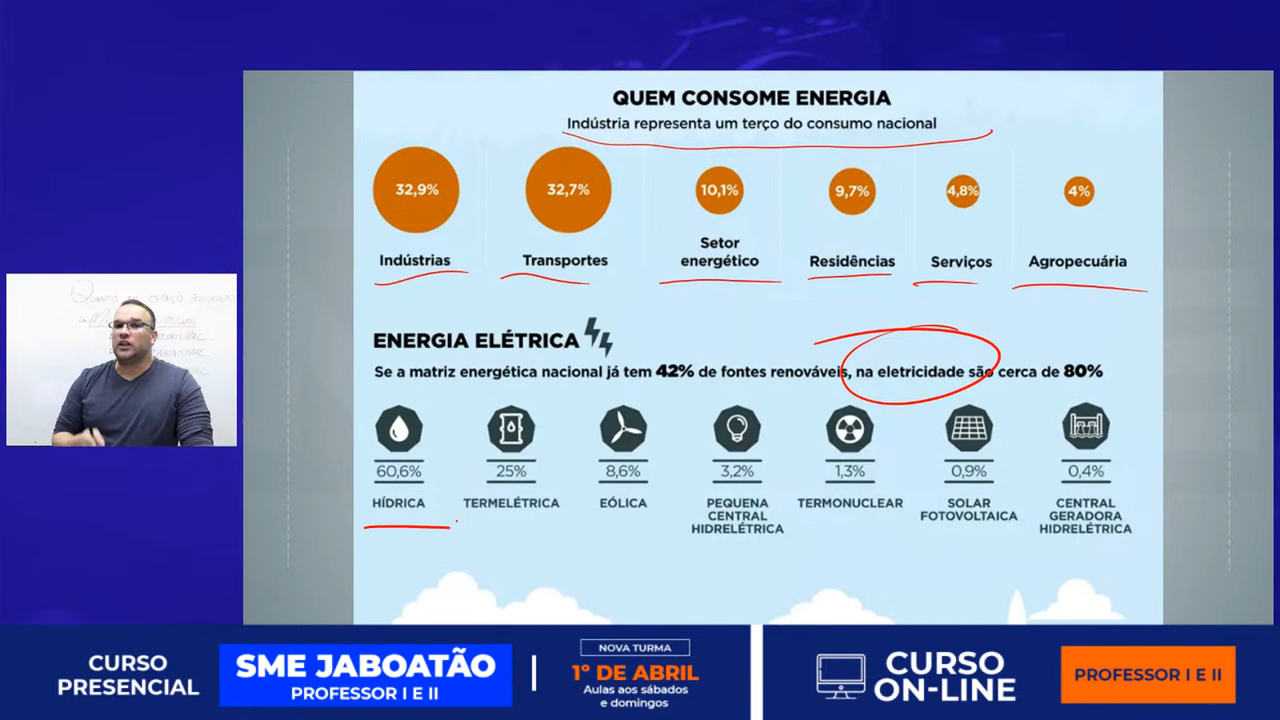 QUEM CONSOME ENERGIA
Indústria representa um terço do consumo nacional
32,9%
32,7%
10,1%
9,7%
4,8%
4%
Indústrias
Transportes
Setor
energético
Residências
Serviços
Agropecuária
ENERGIA ELÉTRICA
Se a matriz energética nacional já tem 42% de fontes renováveis, na eletricidade são cerca de 80%
60,6%
25%
8,6%
3,2%
1,3%
0,9%
0,4%
HÍDRICA
TERMELÉTRICA
EÓLICA
PEQUENA
CENTRAL
HIDRELÉTRICA
TERMONUCLEAR
SOLAR
FOTOVOLTAICA
CENTRAL
GERADORA
HIDRELÉTRICA
CURSO
PRESENCIAL
SME JABOATÃO
PROFESSOR I E II
NOVA TURMA
1º DE ABRIL
Aulas aos sábados
e domingos
CURSO
ON-LINE
PROFESSOR I E II